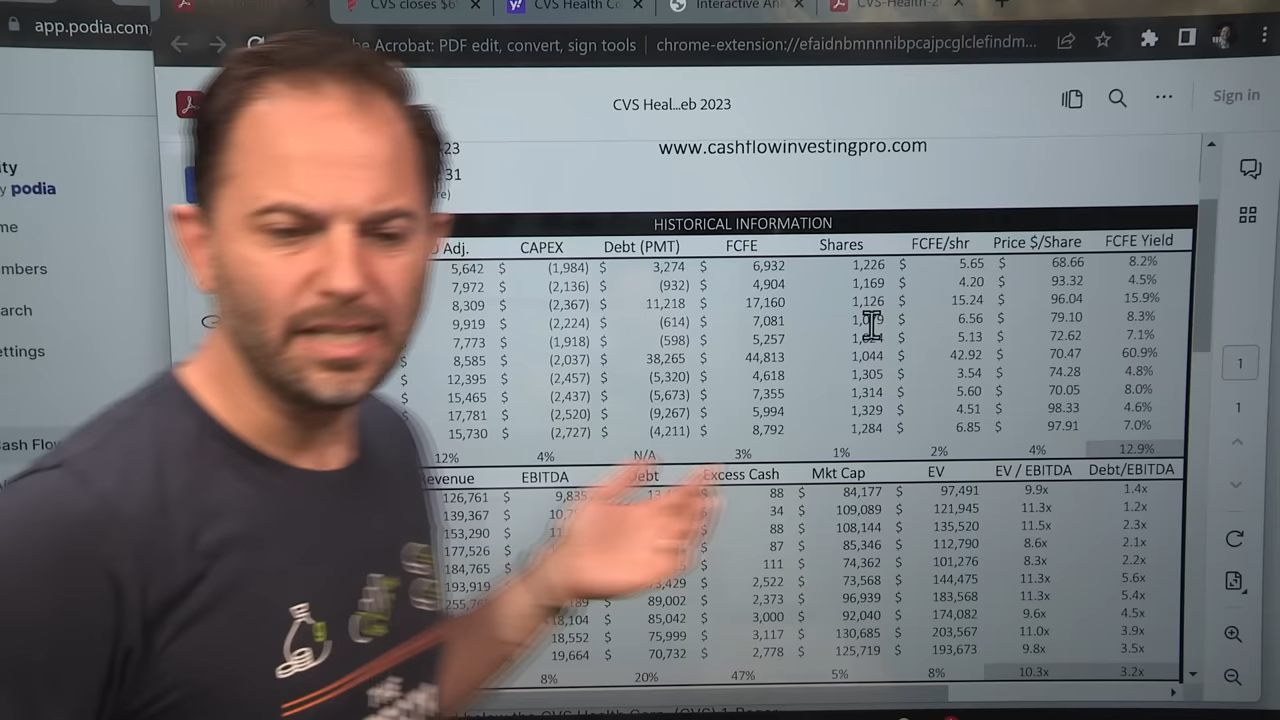 CVS closes $6
CVS Health Co
Interactive An
CVS-Health-2
app.podia.com
e Acrobat: PDF edit, convert, sign tools | chrome-extension://efaidnbmnnnibpcajpcglclefindm...
CVS Heal...eb 2023
Sign in
23
www.cashflowinvestingpro.com
31
re)
ity
y podia
me
mbers
arch
ettings
ash Flo
HISTORICAL INFORMATION
Adj. CAPEX Debt (PMT) FCFE Shares FCFE/shr Price $/Share FCFE Yield
5,642 $ (1,984) $ 3,274 $ 6,932 1,226 $ 5.65 $ 68.66 8.2%
7,972 $ (2,136) $ (932) $ 4,904 1,169 $ 4.20 $ 93.32 4.5%
8,309 $ (2,367) $ 11,218 $ 17,160 1,126 $ 15.24 $ 96.04 15.9%
9,919 $ (2,224) $ (614) $ 7,081 $ 6.56 $ 79.10 8.3%
7,773 $ (1,918) $ (598) $ 5,257 $ 5.13 $ 72.62 7.1%
$ 8,585 $ (2,037) $ 38,265 $ 44,813 1,044 $ 42.92 $ 70.47 60.9%
$ 12,395 $ (2,457) $ (5,320) $ 4,618 1,305 $ 3.54 $ 74.28 4.8%
$ 15,465 $ (2,437) $ (5,673) $ 7,355 1,314 $ 5.60 $ 70.05 8.0%
$ 17,781 $ (2,520) $ (9,267) $ 5,994 1,329 $ 4.51 $ 98.33 4.6%
$ 15,730 $ (2,727) $ (4,211) $ 8,792 1,284 $ 6.85 $ 97.91 7.0%
12% 4% N/A 3% 1% 2% 4% 12.9%
evenue EBITDA ebt Excess Cash Mkt Cap EV EV / EBITDA Debt/EBITDA
126,761 $ 9,835 88 $ 84,177 $ 97,491 9.9x 1.4x
139,367 $ $ 34 $ 109,089 $ 121,945 11.3x 1.2x
153,290 $ $ 88 $ 108,144 $ 135,520 11.5x 2.3x
177,526 $ $ 87 $ 85,346 $ 112,790 8.6x 2.1x
184,765 $ $ 111 $ 74,362 $ 101,276 8.3x 2.2x
193,919 3,429 $ 2,522 $ 73,568 $ 144,475 11.3x 5.6x
255,7 189 89,002 $ 2,373 $ 96,939 $ 183,568 11.3x 5.4x
18,104 $ 85,042 $ 3,000 $ 92,040 $ 174,082 9.6x 4.5x
18,552 $ 75,999 $ 3,117 $ 130,685 $ 203,567 11.0x 3.9x
19,664 $ 70,732 $ 2,778 $ 125,719 $ 193,673 9.8x 3.5x
8% 20% 47% 5% 8% 10.3x 3.2x
1
1